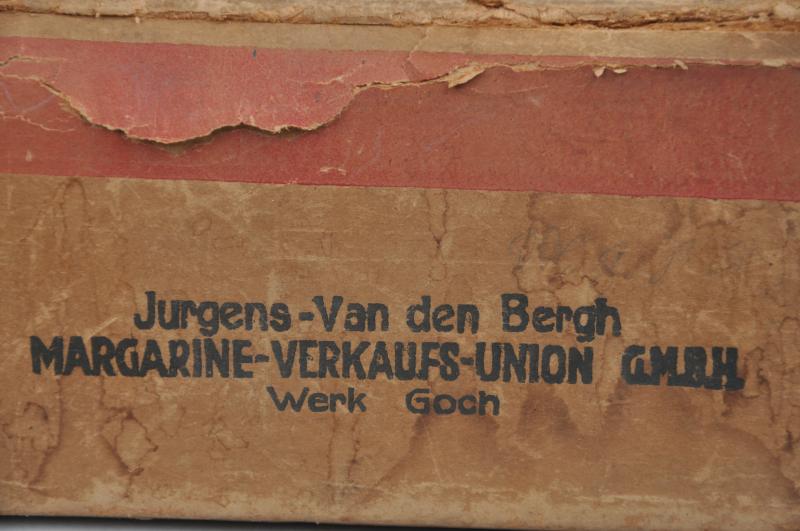 Jurgens-Van den Bergh
MARGARINE-VERKAUFS-UNION G.M.B.H.
Werk Goch